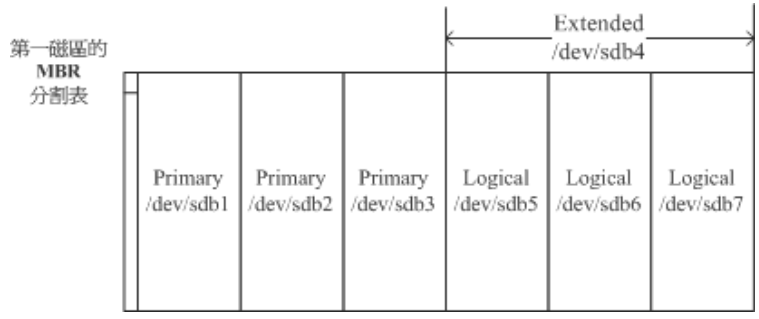 Extended
/dev/sdb4
第一磁區的
MBR
分割表
Primary
/dev/sdb1
Primary
/dev/sdb2
Primary
/dev/sdb3
Logical
/dev/sdb5
Logical
/dev/sdb6
Logical
/dev/sdb7